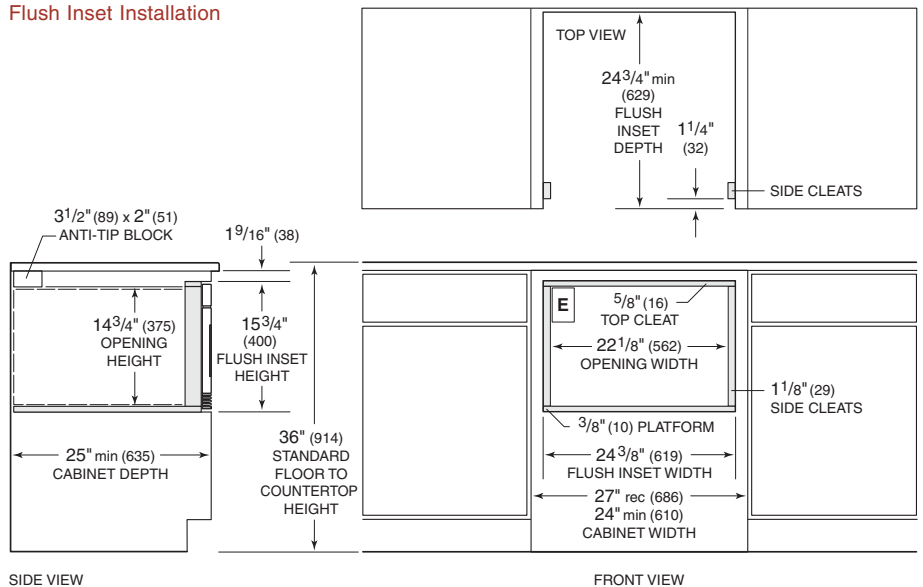 Flush Inset Installation
TOP VIEW
24 3/4" min
(629)
FLUSH
INSET
DEPTH
1 1/4"
(32)
SIDE CLEATS
3 1/2" (89) x 2" (51)
ANTI-TIP BLOCK
1 9/16" (38)
14 3/4" (375)
OPENING
HEIGHT
15 3/4"
(400)
FLUSH INSET
HEIGHT
25" min (635)
CABINET DEPTH
36" (914)
STANDARD
FLOOR TO
COUNTERTOP
HEIGHT
E
5/8" (16)
TOP CLEAT
22 1/8" (562)
OPENING WIDTH
1 1/8" (29)
SIDE CLEATS
3/8" (10) PLATFORM
24 3/8" (619)
FLUSH INSET WIDTH
27" rec (686)
24" min (610)
CABINET WIDTH
SIDE VIEW
FRONT VIEW